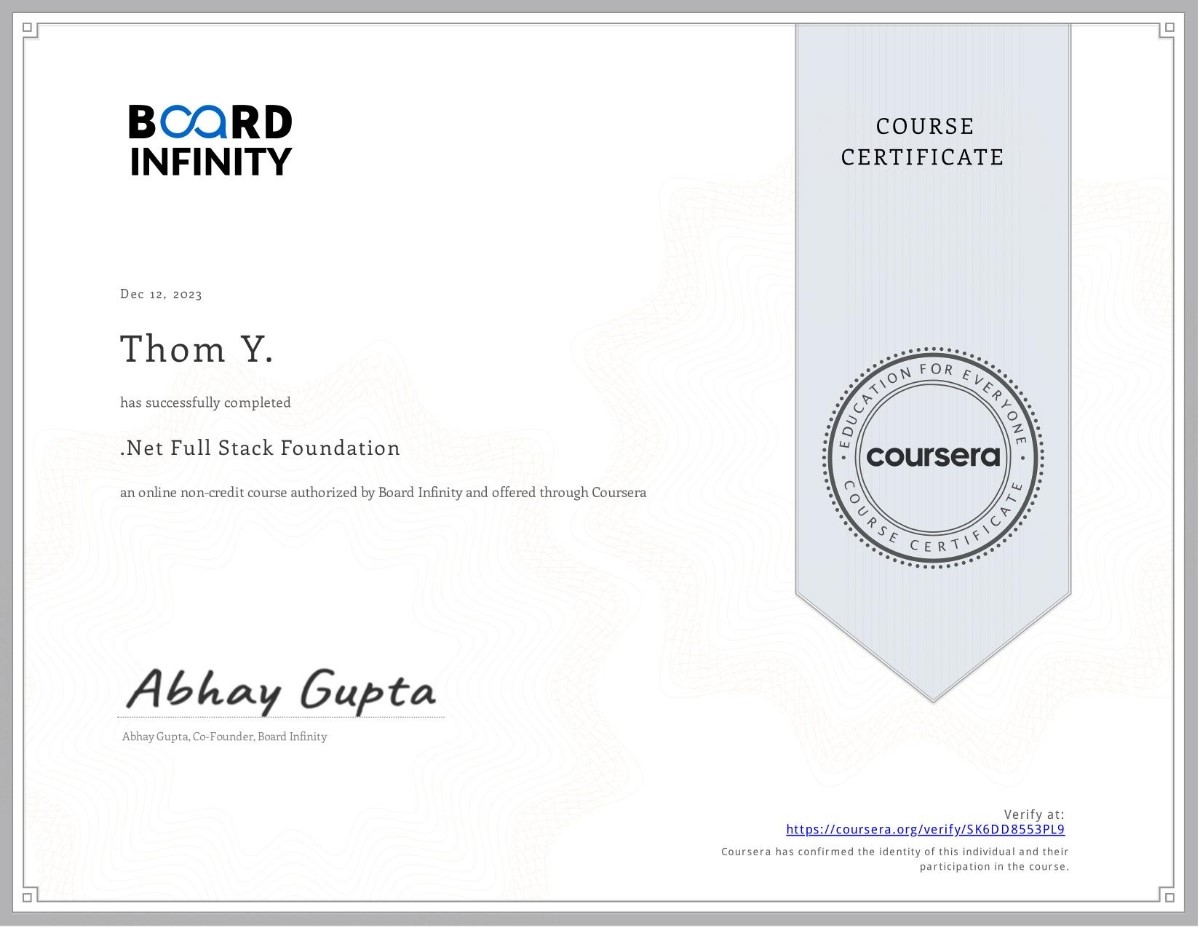 BOARD
INFINITY
COURSE
CERTIFICATE
Dec 12, 2023
Thom Y.
has successfully completed
.Net Full Stack Foundation
an online non-credit course authorized by Board Infinity and offered through Coursera
EDUCATION FOR EVERYONE
coursera
COURSE CERTIFICATE
Abhay Gupta
Abhay Gupta, Co-Founder, Board Infinity
Verify at:
https://coursera.org/verify/SK6DD8553PL9
Coursera has confirmed the identity of this individual and their
participation in the course.